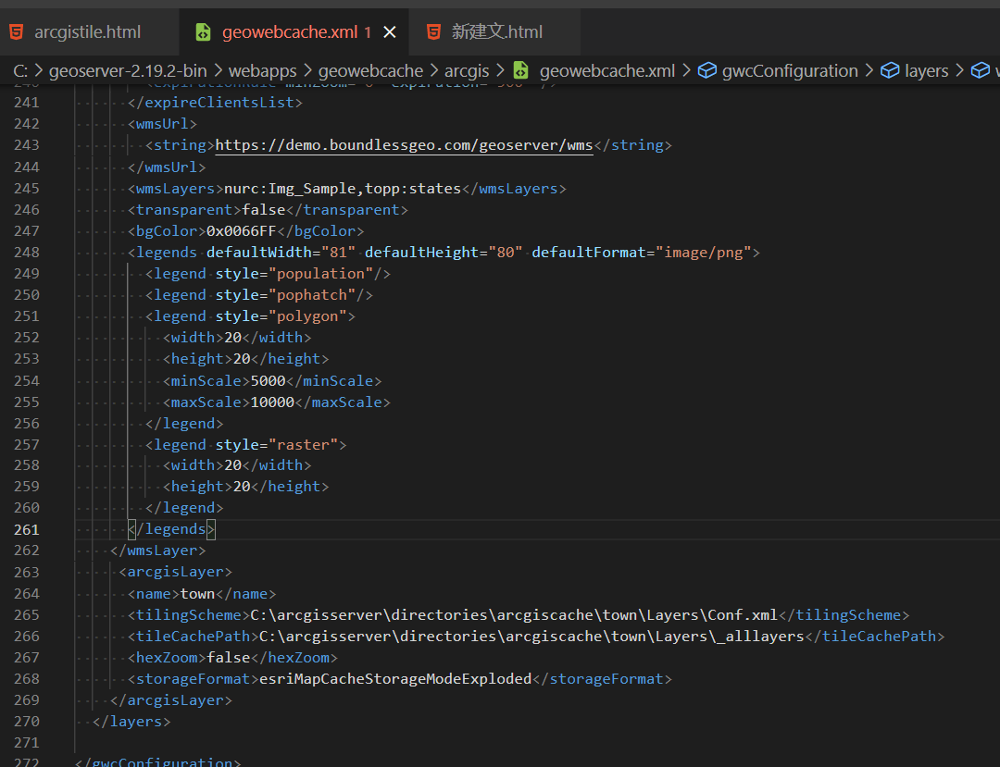 arcgistile.html
geowebcache.xml 1
新建文.html
C: > geoserver-2.19.2-bin > webapps > geowebcache > arcgis > geowebcache.xml > gwcConfiguration > layers >
240 <expirationRule minZoom="0" expiration="500" />
241 </expireClientsList>
242 <wmsUrl>
243 <string>https://demo.boundlessgeo.com/geoserver/wms</string>
244 </wmsUrl>
245 <wmsLayers>nurc:Img_Sample,topp:states</wmsLayers>
246 <transparent>false</transparent>
247 <bgColor>0x0066FF</bgColor>
248 <legends defaultWidth="81" defaultHeight="80" defaultFormat="image/png">
249 <legend style="population"/>
250 <legend style="pophatch"/>
251 <legend style="polygon">
252 <width>20</width>
253 <height>20</height>
254 <minScale>5000</minScale>
255 <maxScale>10000</maxScale>
256 </legend>
257 <legend style="raster">
258 <width>20</width>
259 <height>20</height>
260 </legend>
261 </legends>
262 </wmsLayer>
263 <arcgisLayer>
264 <name>town</name>
265 <tilingScheme>C:\arcgisserver\directories\arcgiscache\town\Layers\Conf.xml</tilingScheme>
266 <tileCachePath>C:\arcgisserver\directories\arcgiscache\town\Layers\_alllayers</tileCachePath>
267 <hexZoom>false</hexZoom>
268 <storageFormat>esriMapCacheStorageModeExploded</storageFormat>
269 </arcgisLayer>
270 </layers>
271
272 </gwcConfiguration>